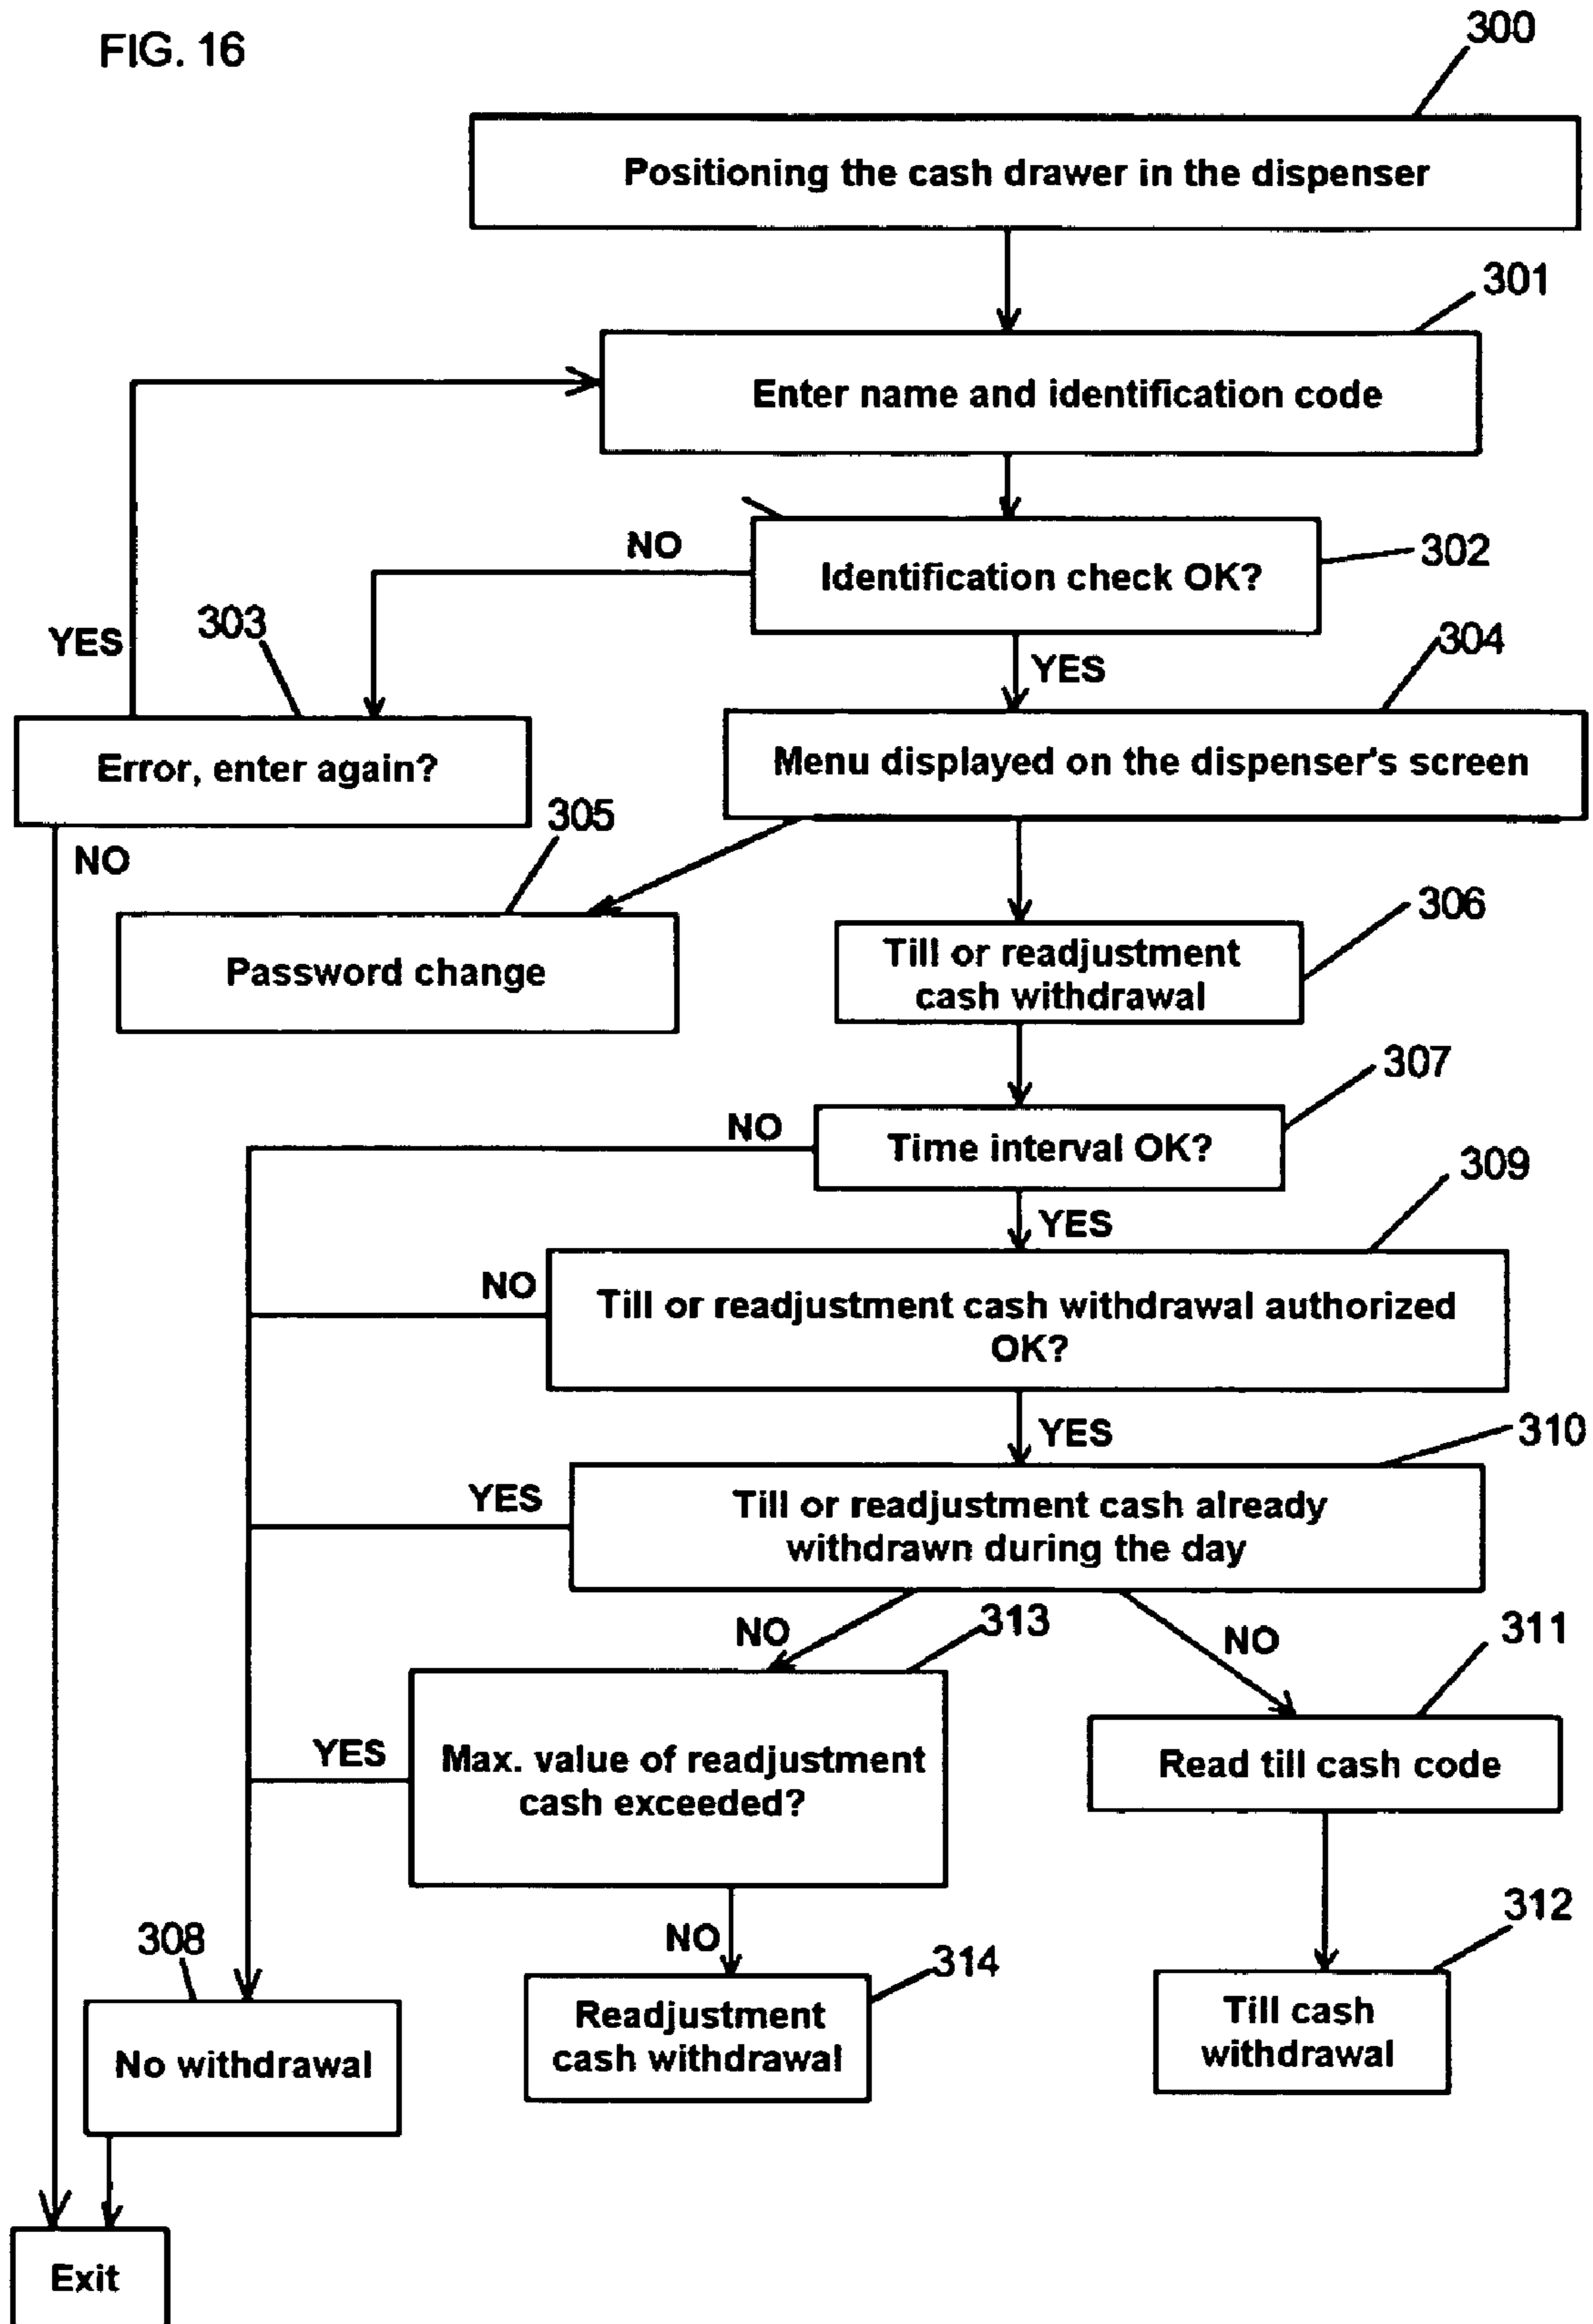 FIG. 16
300
Positioning the cash drawer in the dispenser
301
Enter name and identification code
NO
302
Identification check OK?
303
YES
304
YES
Error, enter again?
Menu displayed on the dispenser's screen
305
NO
306
Password change
Till or readjustment
cash withdrawal
307
NO
Time interval OK?
309
YES
NO
Till or readjustment cash withdrawal authorized
OK?
310
YES
YES
Till or readjustment cash already
withdrawn during the day
313
NO
NO
311
YES
Max. value of readjustment
cash exceeded?
Read till cash code
308
NO
314
312
No withdrawal
Readjustment
cash withdrawal
Till cash
withdrawal
Exit